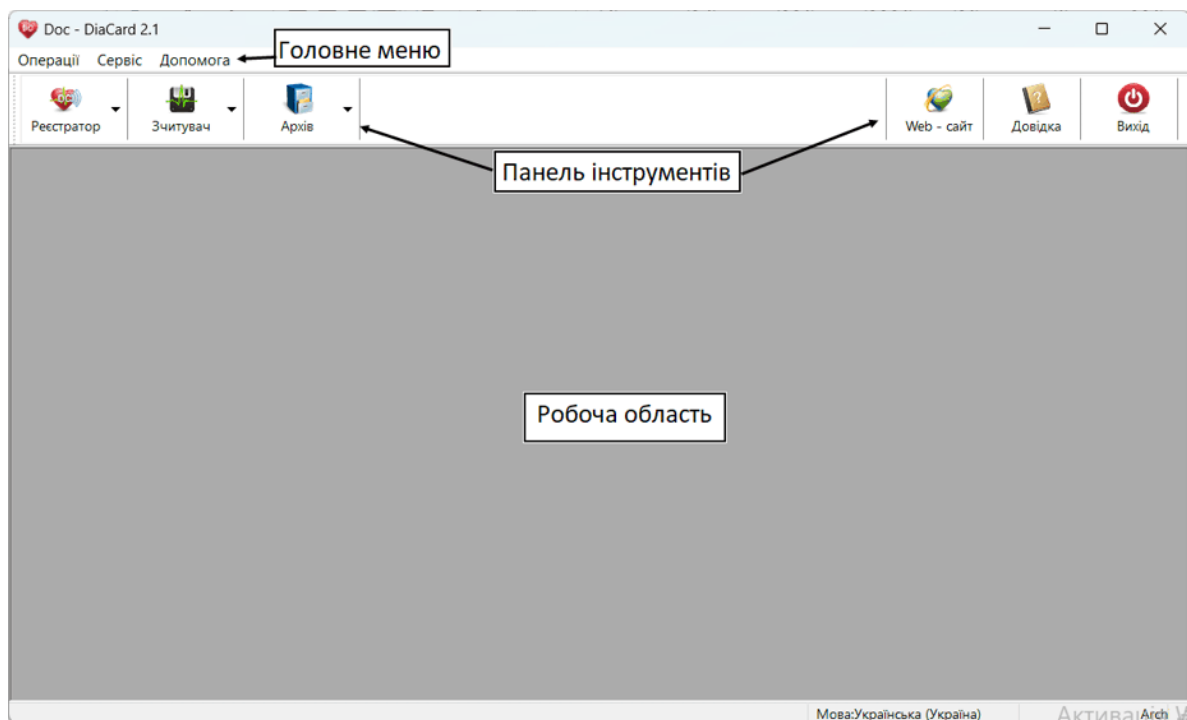 Doc - DiaCard 2.1
Головне меню
Операції Сервіс Допомога
Реєстратор Зчитувач Архів Web - сайт Довідка Вихід
Панель інструментів
Робоча область
Мова:Українська (Україна) Arch